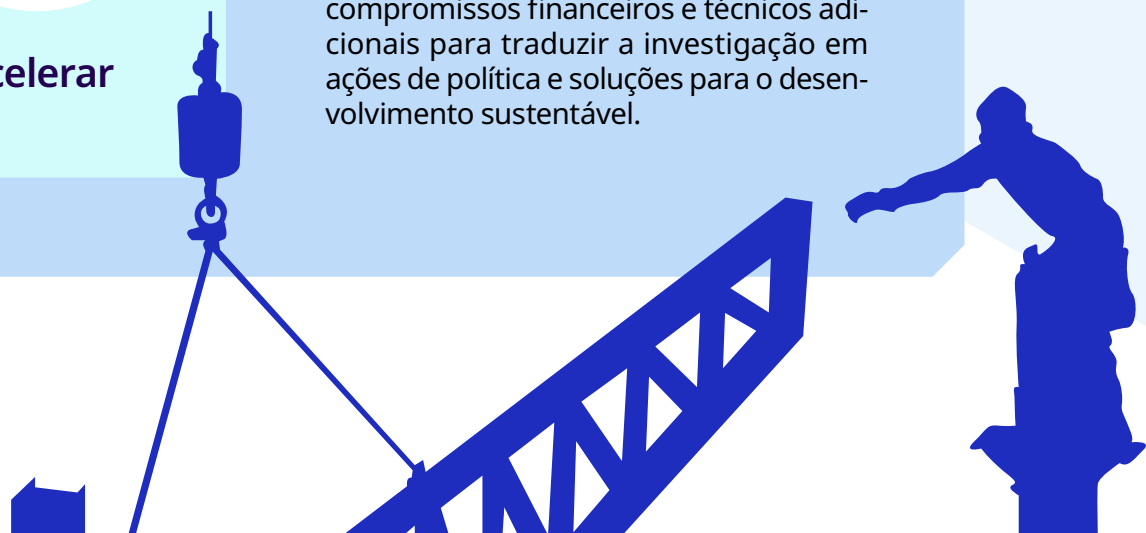 celerar
compromissos financeiros e técnicos adi-
cionais para traduzir a investigação em
ações de política e soluções para o desen-
volvimento sustentável.